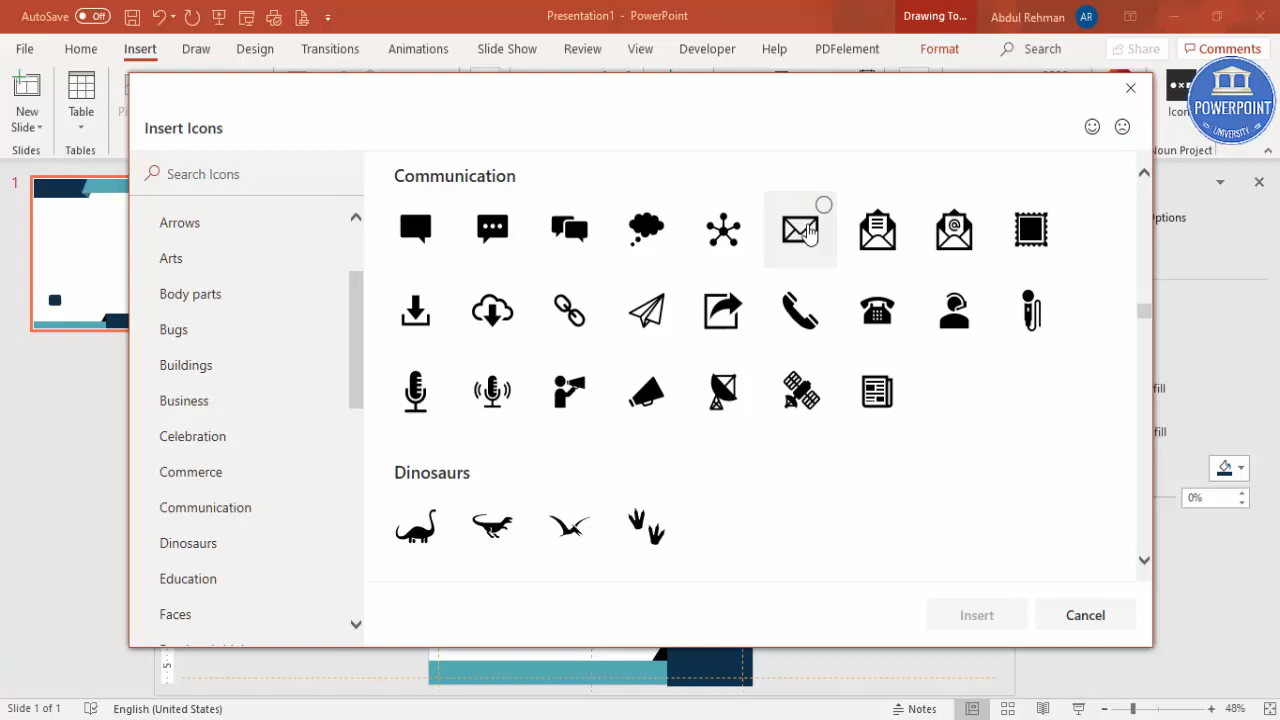 AutoSave Off Presentation1 - PowerPoint Drawing To... Abdul Rehman AR
File Home Insert Draw Design Transitions Animations Slide Show Review View Developer Help PDFelement Format Search Share Comments
New
Slide
Slides
Table
Tables
POWERPOINT
UNIVERSITY
Noun Project
Insert Icons
Search Icons
Arrows
Arts
Body parts
Bugs
Buildings
Business
Celebration
Commerce
Communication
Dinosaurs
Education
Faces
Communication
Dinosaurs
Insert Cancel
1
0%
5
Slide 1 of 1 English (United States) Notes 48%